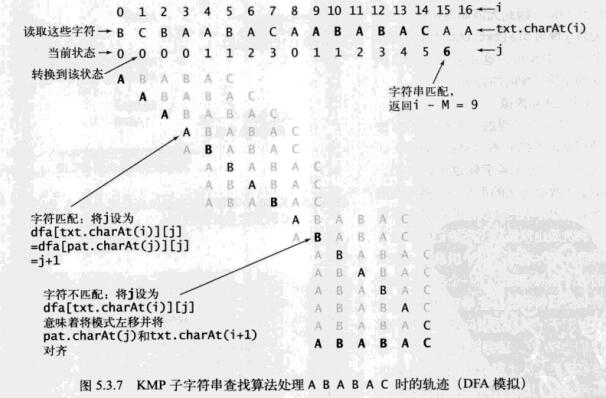 0 1 2 3 4 5 6 7 8 9 10 11 12 13 14 15 16 ← i
读取这些字符→ B C B A A B A C A A B A B A C A A ← txt.charAt(i)
当前状态→ 0 0 0 0 1 1 2 3 0 1 1 2 3 4 5 6 ← j
转换到该状态
A B A B A C
A B A B A C
字符串匹配，
返回i - M = 9
A B A B A C
A B A B A C
A B A B A C
A B A B A C
A B A B A C
A B A B A C
A B A B A C
A B A B A C
字符匹配：将j设为
dfa[txt.charAt(i)][j]
=dfa[pat.charAt(j)][j]
=j+1
A B A B A C
A B A B A C
A B A B A C
A B A B A C
A B A B A C
A B A B A C
字符不匹配：将j设为
dfa[txt.charAt(i)][j]
意味着将模式左移并将
pat.charAt(j)和txt.charAt(i+1)
对齐
图 5.3.7 KMP 子字符串查找算法处理 A B A B A C 时的轨迹（DFA 模拟）